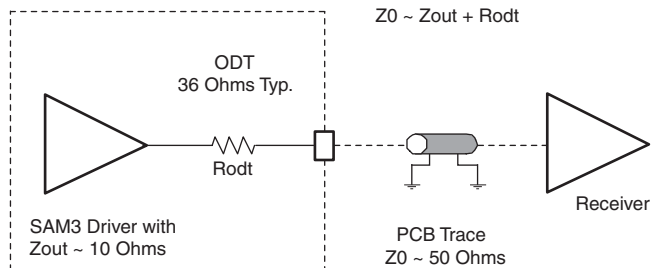 Z0 ~ Zout + Rodt
ODT
36 Ohms Typ.
Rodt
Receiver
SAM3 Driver with
Zout ~ 10 Ohms
PCB Trace
Z0 ~ 50 Ohms